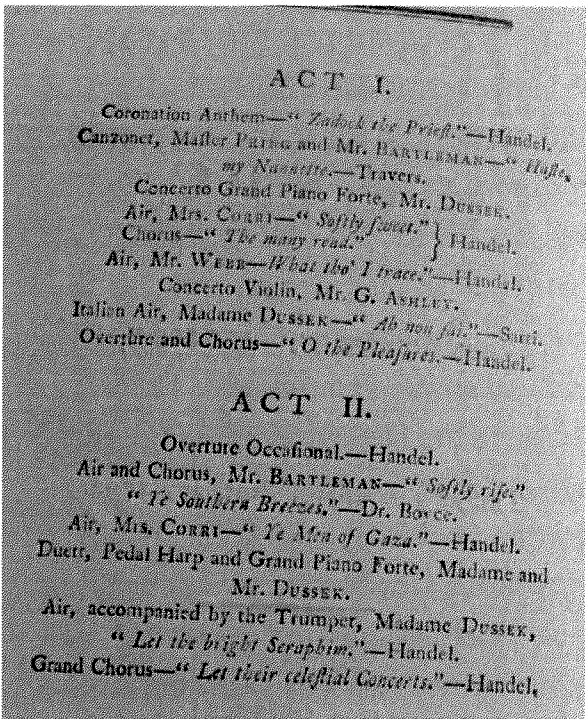 ACT I.
Coronation Anthem—“ Zadock the Prieſt.”—Handel.
Canzonet, Maſter and Mr. BARTLEMAN—“ Haſte,
my Nannette.—Travers.
Concerto Grand Piano Forte, Mr. DUSSEK.
Air, Mrs. CORRI—“ Softly ſweet.” } Handel.
Chorus—“ The many rend.”
Air, Mr. WEBB—What tho' I trace.”—Handel.
Concerto Violin, Mr. G. ASHLEY.
Italian Air, Madame DUSSEK—“ Ah non ſai.”—Sarti.
Overture and Chorus—“ O the Pleaſures.—Handel.
ACT II.
Overture Occaſional.—Handel.
Air and Chorus, Mr. BARTLEMAN—“ Softly riſe.”
“ Ye Southern Breezes.”—Dr. Boyce.
Air, Mrs. CORRI—“ Ye Men of Gaza.”—Handel.
Duett, Pedal Harp and Grand Piano Forte, Madame and
Mr. DUSSEK.
Air, accompanied by the Trumpet, Madame DUSSEK,
“ Let the bright Seraphim.”—Handel.
Grand Chorus—“ Let their celeſtial Concerts.”—Handel.